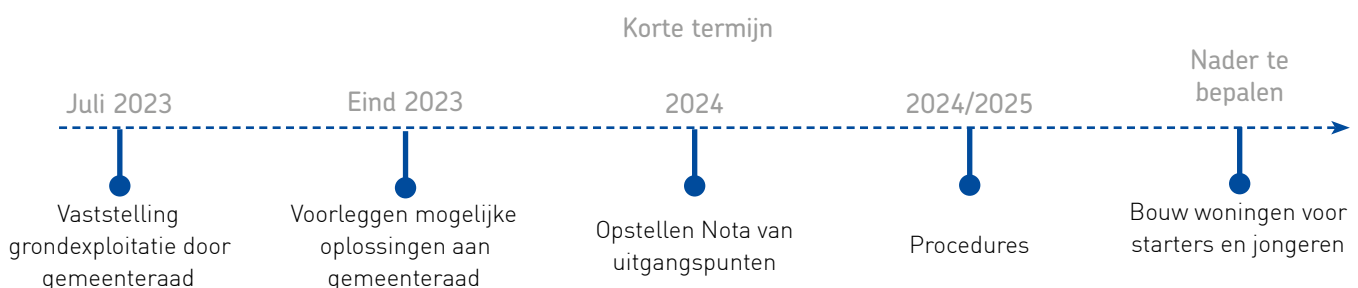 Korte termijn
Juli 2023
Eind 2023
2024
2024/2025
Nader te
bepalen
Vaststelling
grondexploitatie door
gemeenteraad
Voorleggen mogelijke
oplossingen aan
gemeenteraad
Opstellen Nota van
uitgangspunten
Procedures
Bouw woningen voor
starters en jongeren